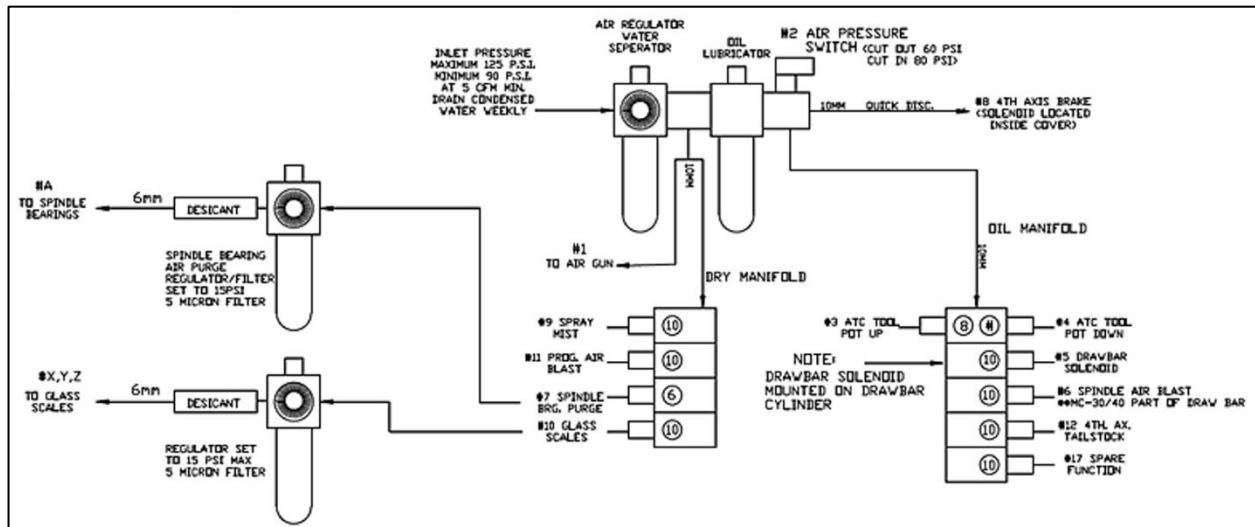 AIR REGULATOR
WATER
SEPERATOR
OIL
LUBRICATOR
#2 AIR PRESSURE
SWITCH (CUT OUT 60 PSI
CUT IN 80 PSI)
INLET PRESSURE
MAXIMUM 125 P.S.I.
MINIMUM 90 P.S.I.
AT 5 CFM MIN.
DRAIN CONDENSED
WATER WEEKLY
10MM QUICK DISC.
#8 4TH AXIS BRAKE
(SOLENOID LOCATED
INSIDE COVER)
10MM
#A
TO SPINDLE
BEARINGS
6mm
DESICANT
SPINDLE BEARING
AIR PURGE
REGULATOR/FILTER
SET TO 15PSI
5 MICRON FILTER
#1
TO AIR GUN
DRY MANIFOLD
OIL MANIFOLD
10MM
#9 SPRAY
MIST
10
#11 PROG. AIR
BLAST
10
#7 SPINDLE
BRG. PURGE
6
#10 GLASS
SCALES
10
#X,Y,Z
TO GLASS
SCALES
6mm
DESICANT
REGULATOR SET
TO 15 PSI MAX
5 MICRON FILTER
#3 ATC TOOL
POT UP
8 #
#4 ATC TOOL
POT DOWN
NOTE:
DRAWBAR SOLENOID
MOUNTED ON DRAWBAR
CYLINDER
10
#5 DRAWBAR
SOLENOID
10
#6 SPINDLE AIR BLAST
**MC-30/40 PART OF DRAW BAR
10
#12 4TH. AX.
TAILSTOCK
10
#17 SPARE
FUNCTION